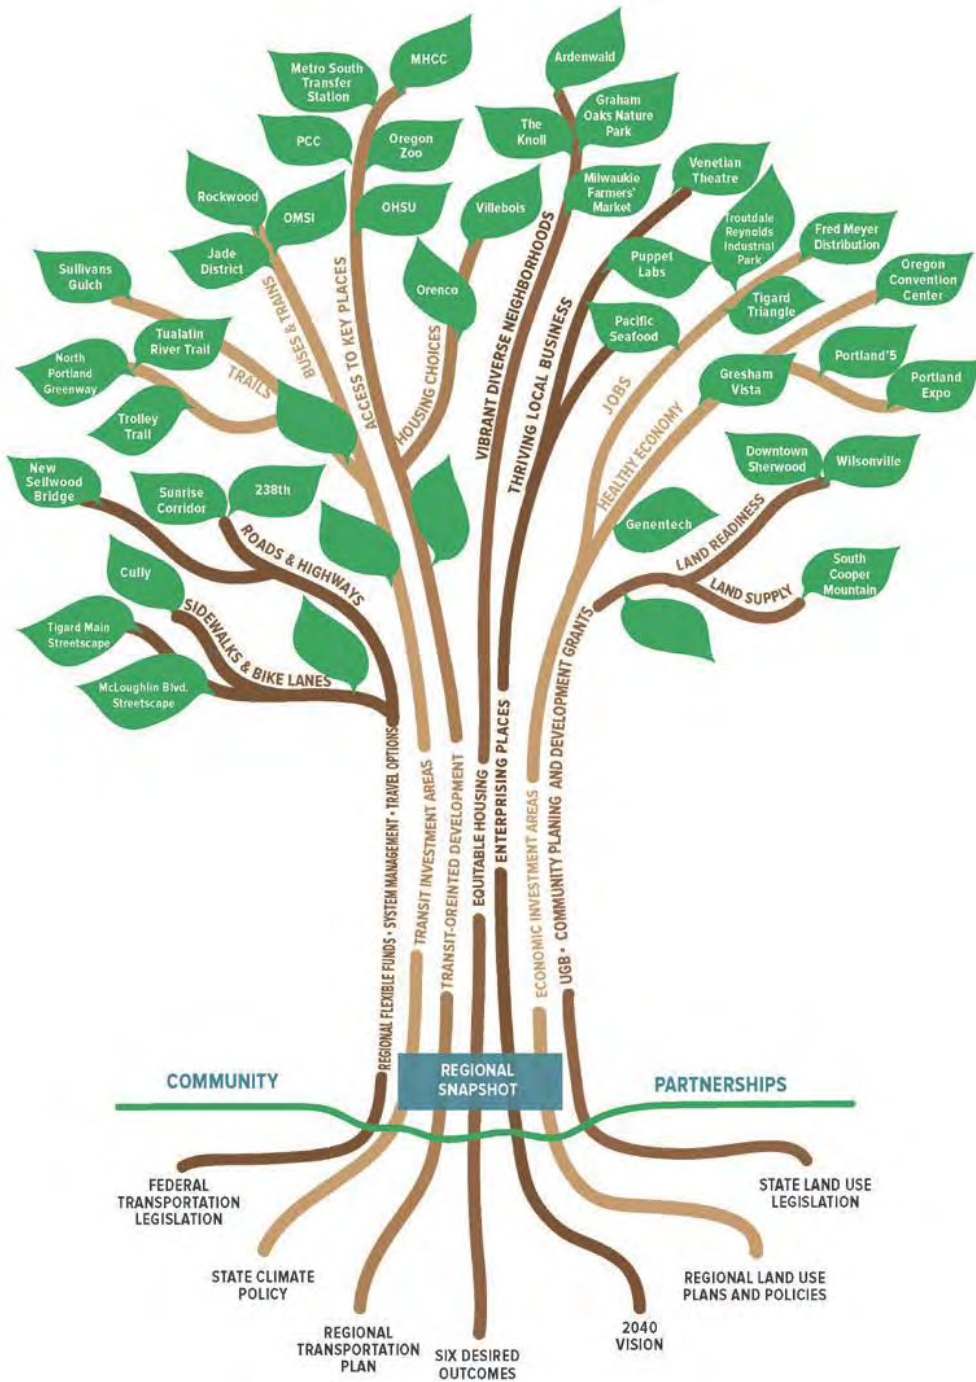 MHCC
Metro South
Transfer
Station
Ardenwald
Graham
Oaks Nature
Park
The
Knoll
PCC
Oregon
Zoo
Venetian
Theatre
Rockwood
OMSI
OHSU
Villebois
Milwaukie
Farmers'
Market
Troutdale
Reynolds
Industrial
Park
Fred Meyer
Distribution
Jade
District
Sullivans
Gulch
Puppet
Labs
Oregon
Convention
Center
Orenco
Tigard
Triangle
Tualatin
River Trail
Pacific
Seafood
North
Portland
Greenway
Portland'5
Gresham
Vista
Portland
Expo
Trolley
Trail
TRAILS
BUSES & TRAINS
ACCESS TO KEY PLACES
HOUSING CHOICES
VIBRANT DIVERSE NEIGHBORHOODS
THRIVING LOCAL BUSINESS
JOBS
HEALTHY ECONOMY
New
Sellwood
Bridge
Sunrise
Corridor
238th
Downtown
Sherwood
Wilsonville
Genentech
ROADS & HIGHWAYS
LAND READINESS
Cully
South
Cooper
Mountain
LAND SUPPLY
SIDEWALKS & BIKE LANES
Tigard Main
Streetscape
McLoughlin Blvd.
Streetscape
REGIONAL FLEXIBLE FUNDS • SYSTEM MANAGEMENT • TRAVEL OPTIONS
TRANSIT INVESTMENT AREAS
TRANSIT-OREINTED DEVELOPMENT
EQUITABLE HOUSING
ENTERPRISING PLACES
ECONOMIC INVESTMENT AREAS
UGB • COMMUNITY PLANING AND DEVELOPMENT GRANTS
COMMUNITY
REGIONAL
SNAPSHOT
PARTNERSHIPS
FEDERAL
TRANSPORTATION
LEGISLATION
STATE LAND USE
LEGISLATION
STATE CLIMATE
POLICY
REGIONAL LAND USE
PLANS AND POLICIES
REGIONAL
TRANSPORTATION
PLAN
SIX DESIRED
OUTCOMES
2040
VISION